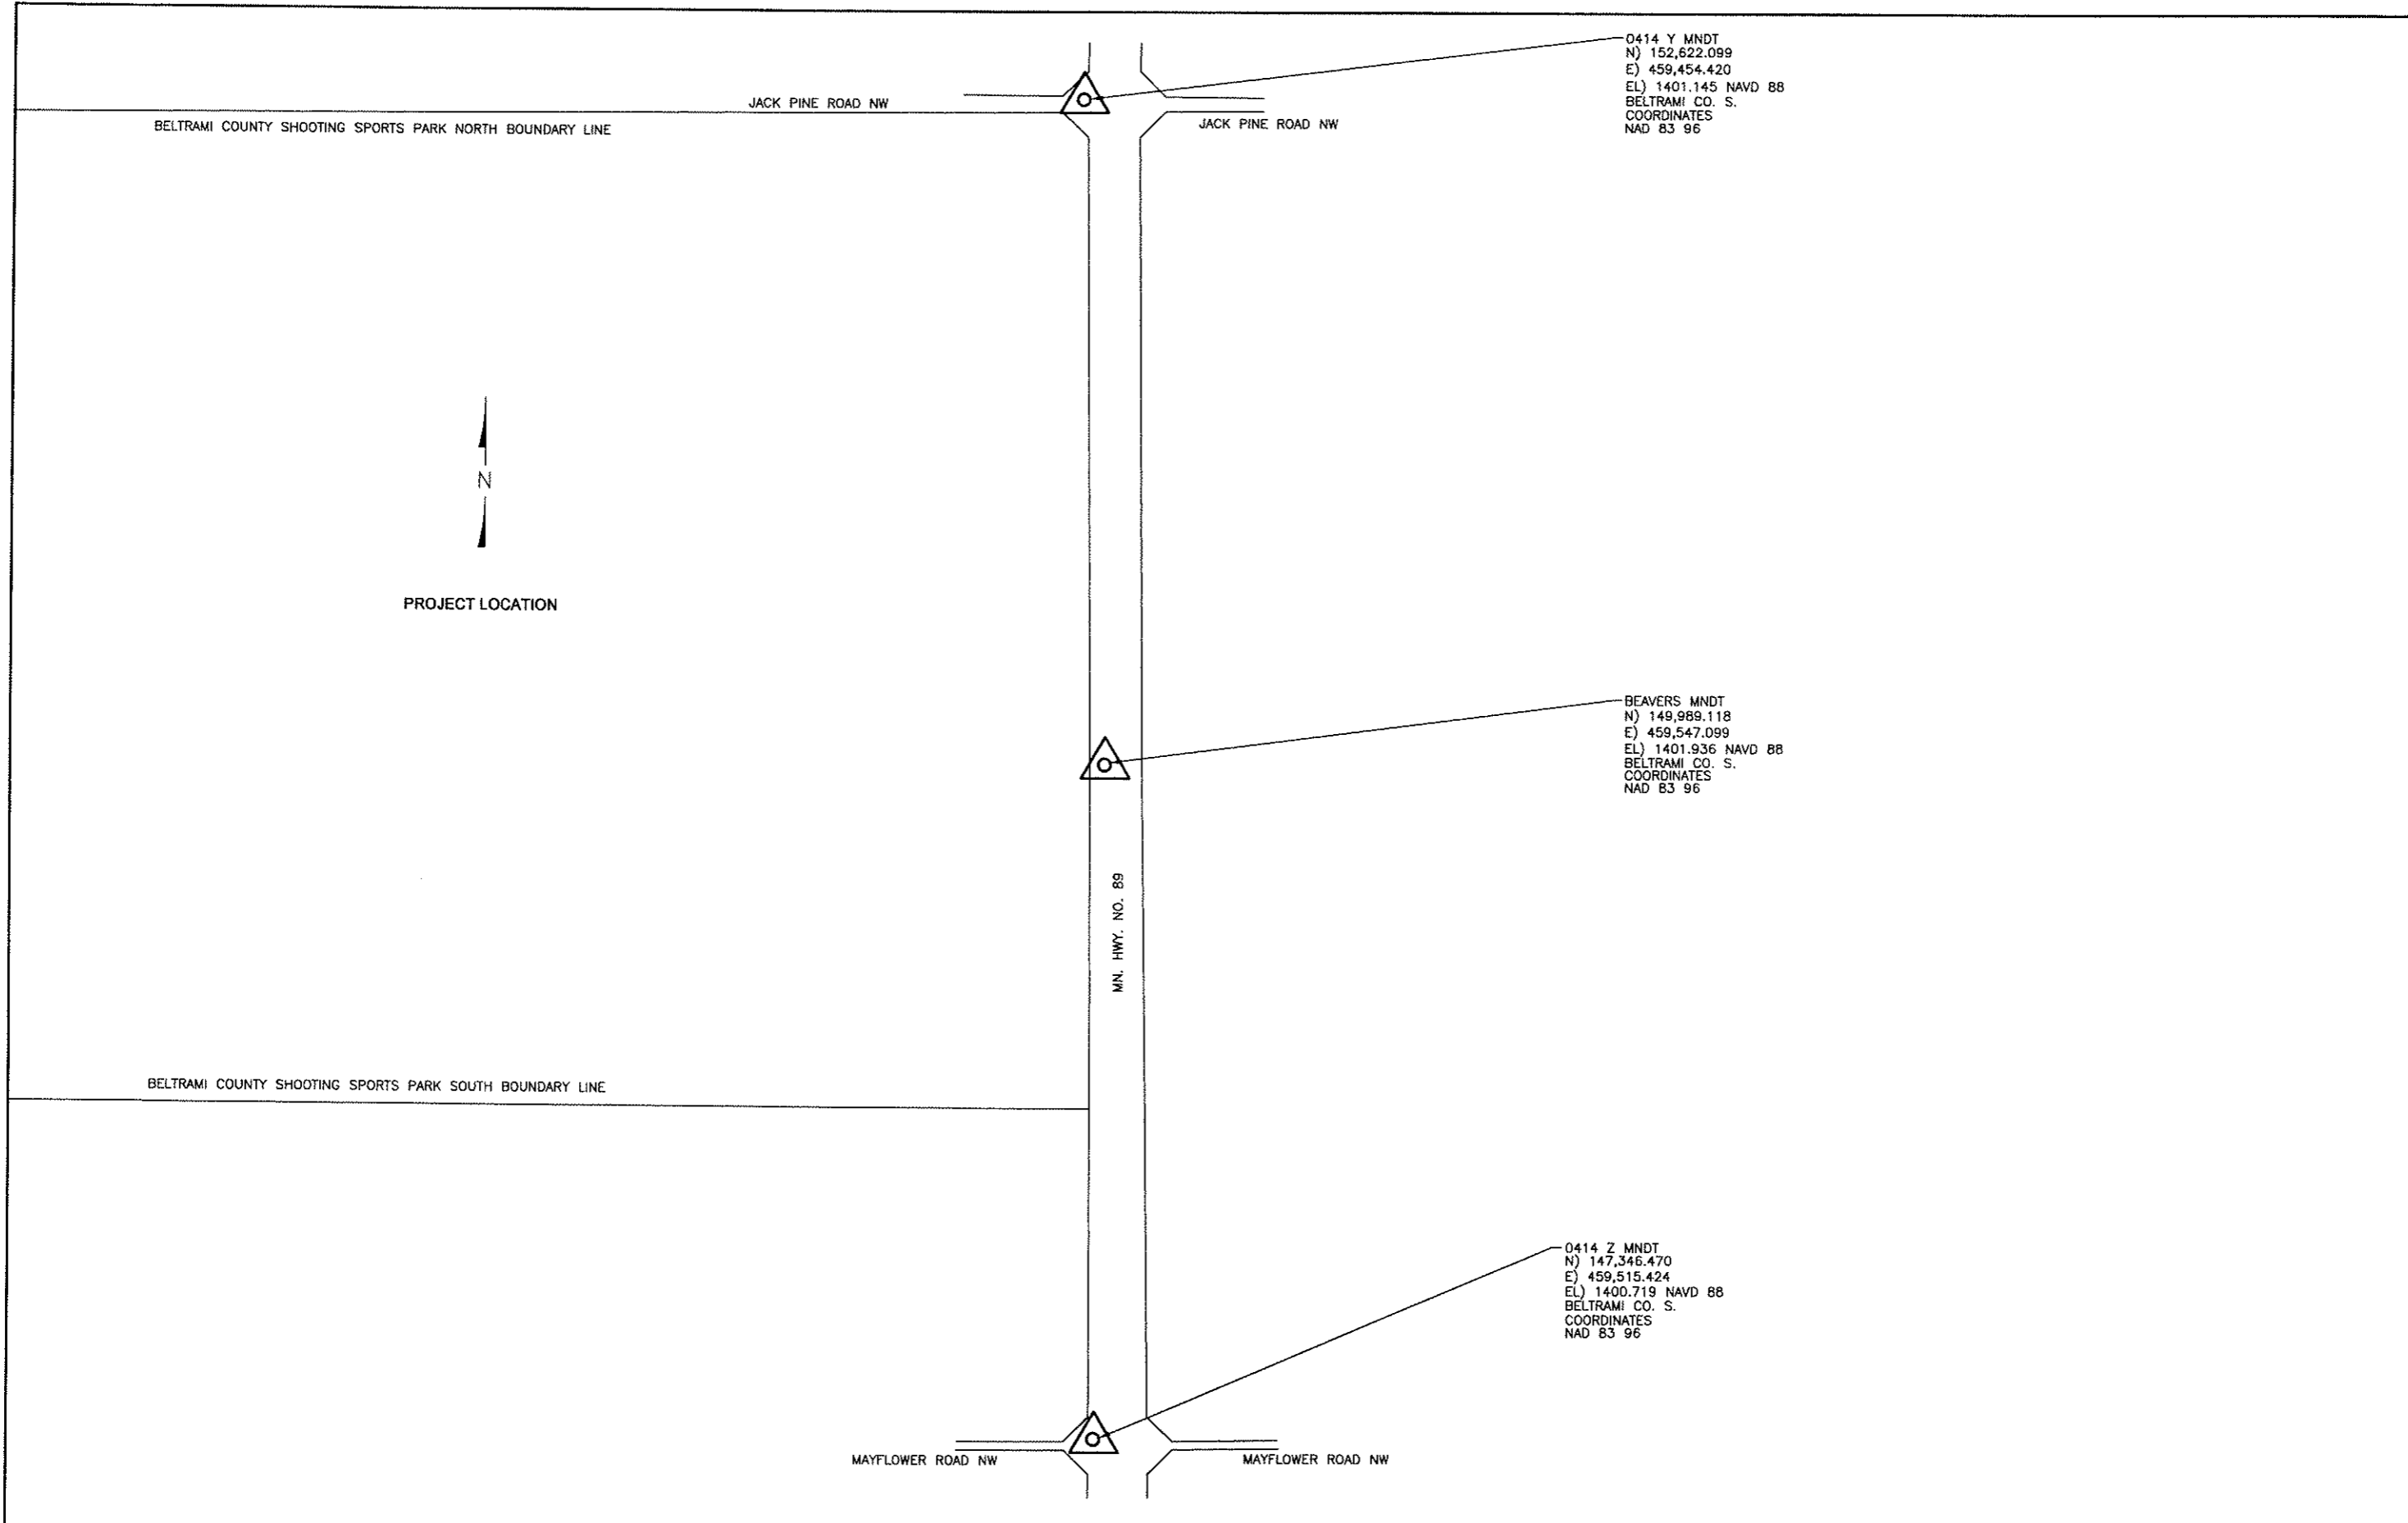 0414 Y MNDT
N) 152,622.099
E) 459,454.420
EL) 1401.145 NAVD 88
BELTRAMI CO. S.
COORDINATES
NAD 83 96
JACK PINE ROAD NW
BELTRAMI COUNTY SHOOTING SPORTS PARK NORTH BOUNDARY LINE
JACK PINE ROAD NW
N
PROJECT LOCATION
BEAVERS MNDT
N) 149,989.118
E) 459,547.099
EL) 1401.936 NAVD 88
BELTRAMI CO. S.
COORDINATES
NAD 83 96
MN. HWY. NO. 89
BELTRAMI COUNTY SHOOTING SPORTS PARK SOUTH BOUNDARY LINE
0414 Z MNDT
N) 147,346.470
E) 459,515.424
EL) 1400.719 NAVD 88
BELTRAMI CO. S.
COORDINATES
NAD 83 96
MAYFLOWER ROAD NW
MAYFLOWER ROAD NW